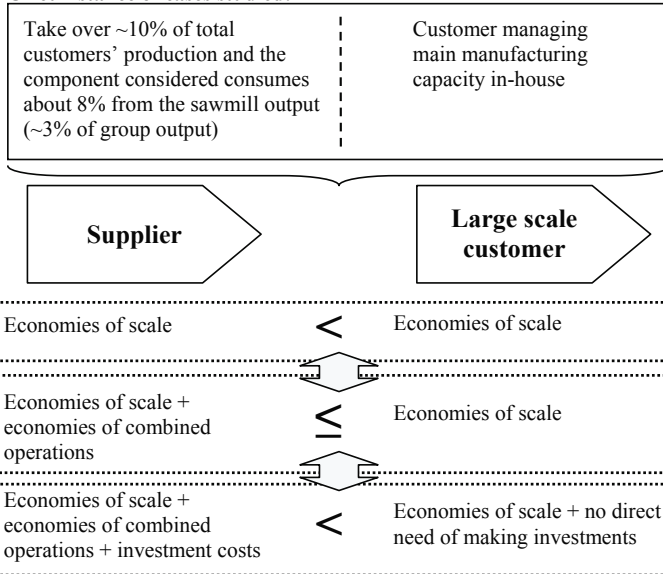 Take over ~10% of total
customers’ production and the
component considered consumes
about 8% from the sawmill output
(~3% of group output)
Customer managing
main manufacturing
capacity in-house
Supplier
Large scale
customer
Economies of scale
<
Economies of scale
Economies of scale +
economies of combined
operations
≤
Economies of scale
Economies of scale +
economies of combined
operations + investment costs
<
Economies of scale + no direct
need of making investments